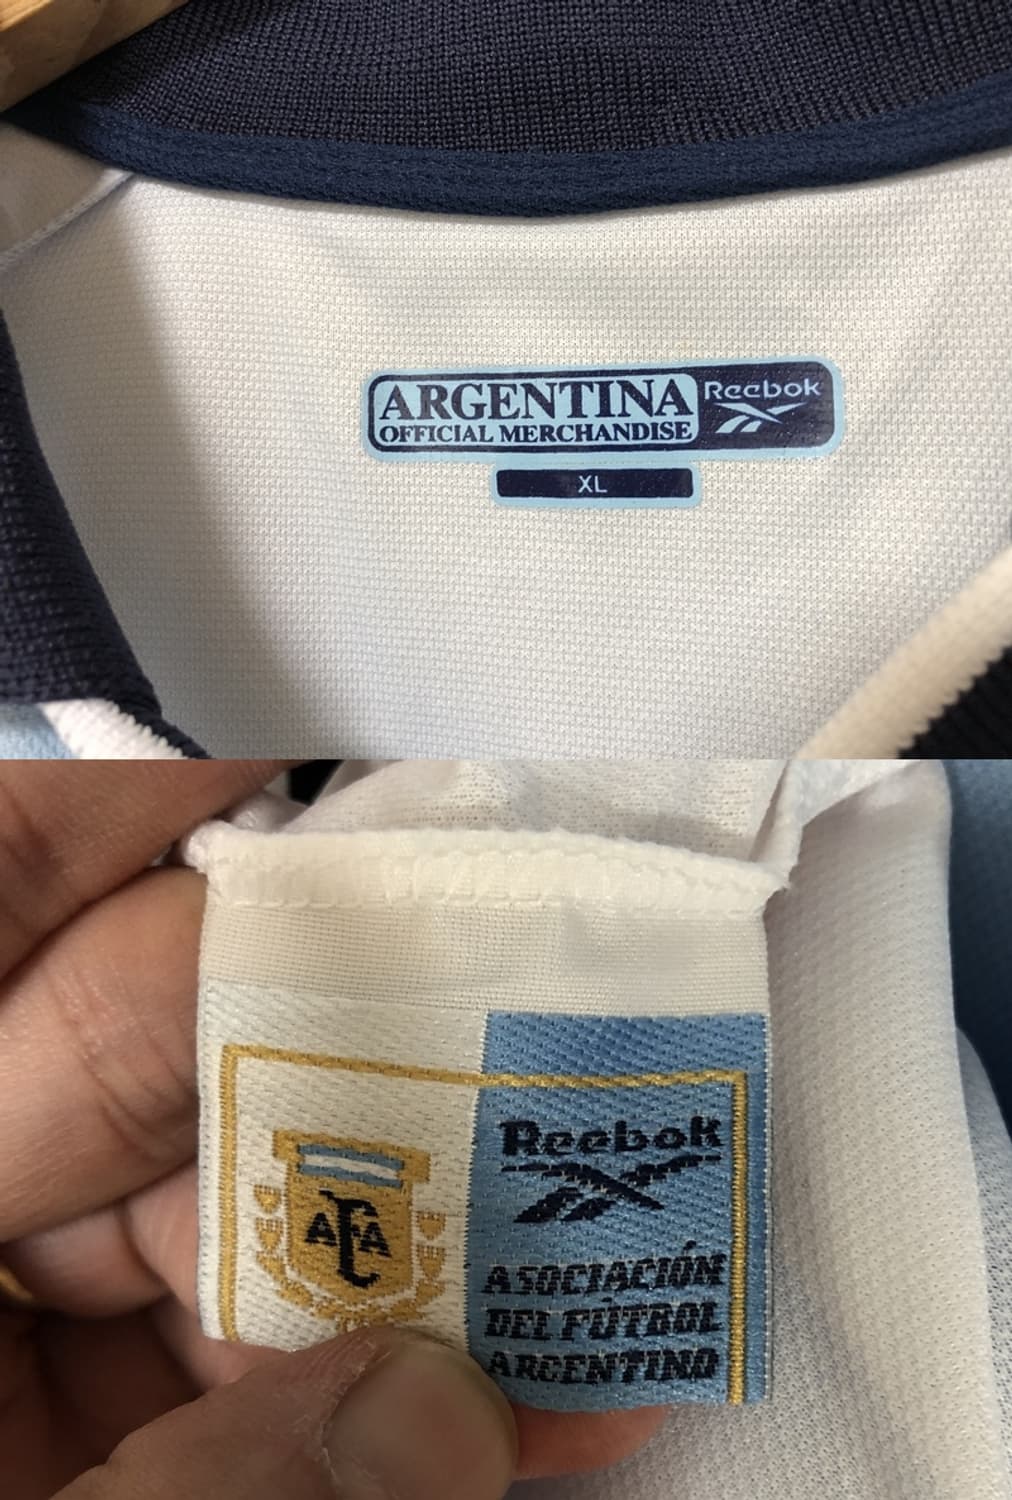 ARGENTINA
OFFICIAL MERCHANDISE
Reebok
XL
AFA
Reebok
ASOCIACIÓN
DEL FÚTBOL
ARGENTINO